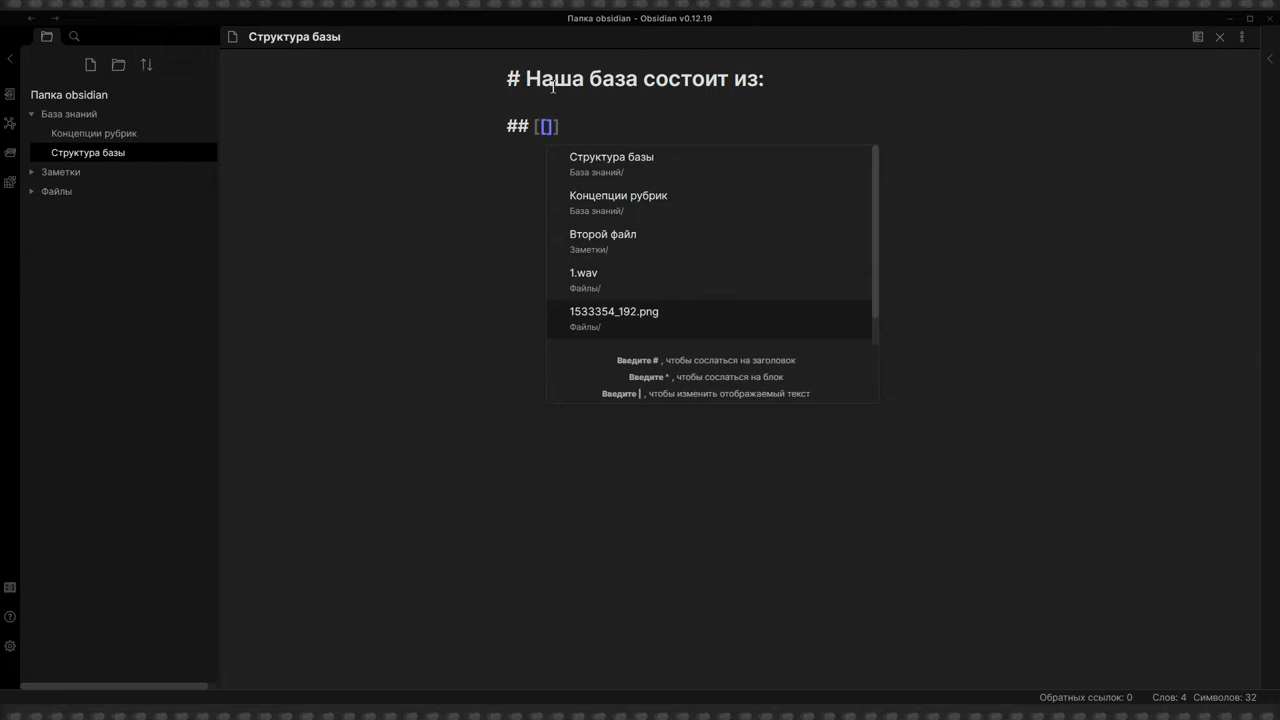 Папка obsidian - Obsidian v0.12.19
Структура базы
Папка obsidian
База знаний
Концепции рубрик
Структура базы
Заметки
Файлы
# Наша база состоит из:
## [[]]
Структура базы
База знаний/
Концепции рубрик
База знаний/
Второй файл
Заметки/
1.wav
Файлы/
1533354_192.png
Файлы/
Введите # , чтобы сослаться на заголовок
Введите ^ , чтобы сослаться на блок
Введите | , чтобы изменить отображаемый текст
Обратных ссылок: 0 Слов: 4 Символов: 32